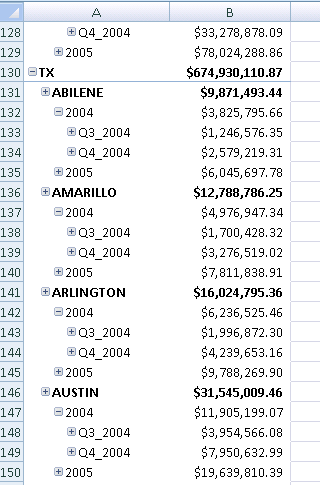 A B
128 Q4_2004 $33,278,878.09
129 2005 $78,024,288.86
130 TX $674,930,110.87
131 ABILENE $9,871,493.44
132 2004 $3,825,795.66
133 Q3_2004 $1,246,576.35
134 Q4_2004 $2,579,219.31
135 2005 $6,045,697.78
136 AMARILLO $12,788,786.25
137 2004 $4,976,947.34
138 Q3_2004 $1,700,428.32
139 Q4_2004 $3,276,519.02
140 2005 $7,811,838.91
141 ARLINGTON $16,024,795.36
142 2004 $6,236,525.46
143 Q3_2004 $1,996,872.30
144 Q4_2004 $4,239,653.16
145 2005 $9,788,269.90
146 AUSTIN $31,545,009.46
147 2004 $11,905,199.07
148 Q3_2004 $3,954,566.08
149 Q4_2004 $7,950,632.99
150 2005 $19,639,810.39